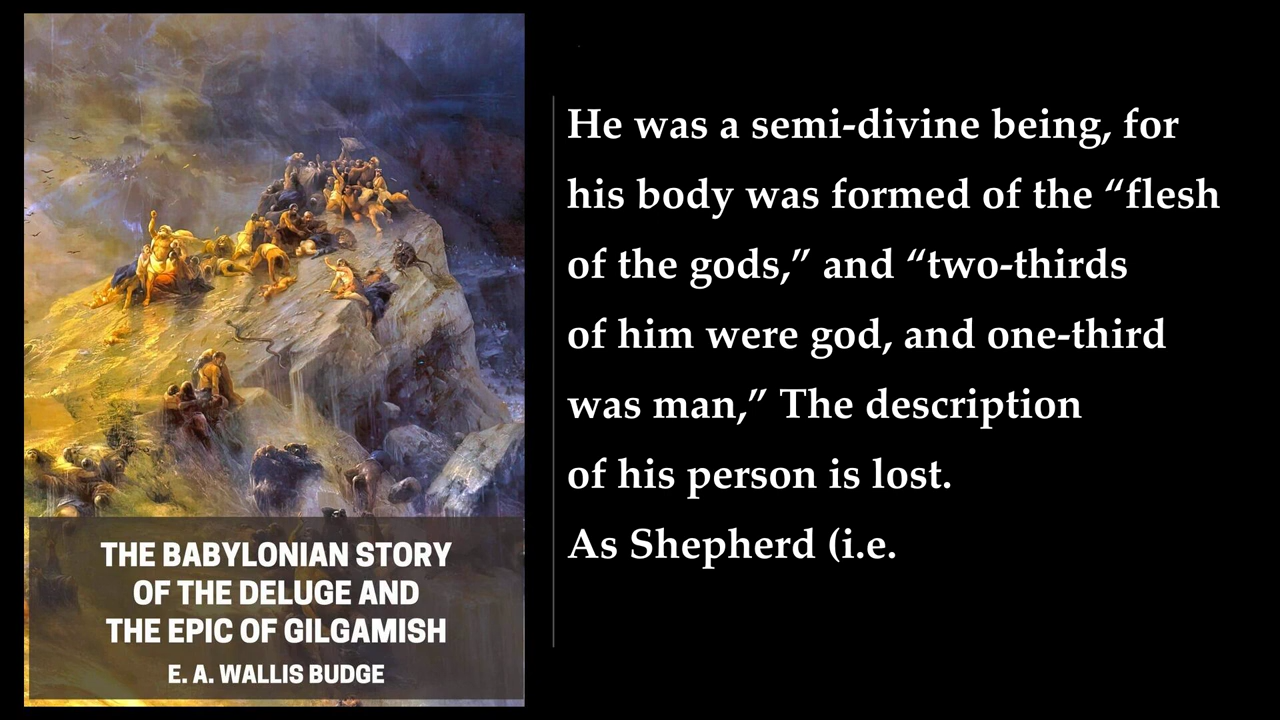 He was a semi-divine being, for
his body was formed of the “flesh
of the gods,” and “two-thirds
of him were god, and one-third
was man,” The description
of his person is lost.
As Shepherd (i.e.
THE BABYLONIAN STORY
OF THE DELUGE AND
THE EPIC OF GILGAMISH
E. A. WALLIS BUDGE